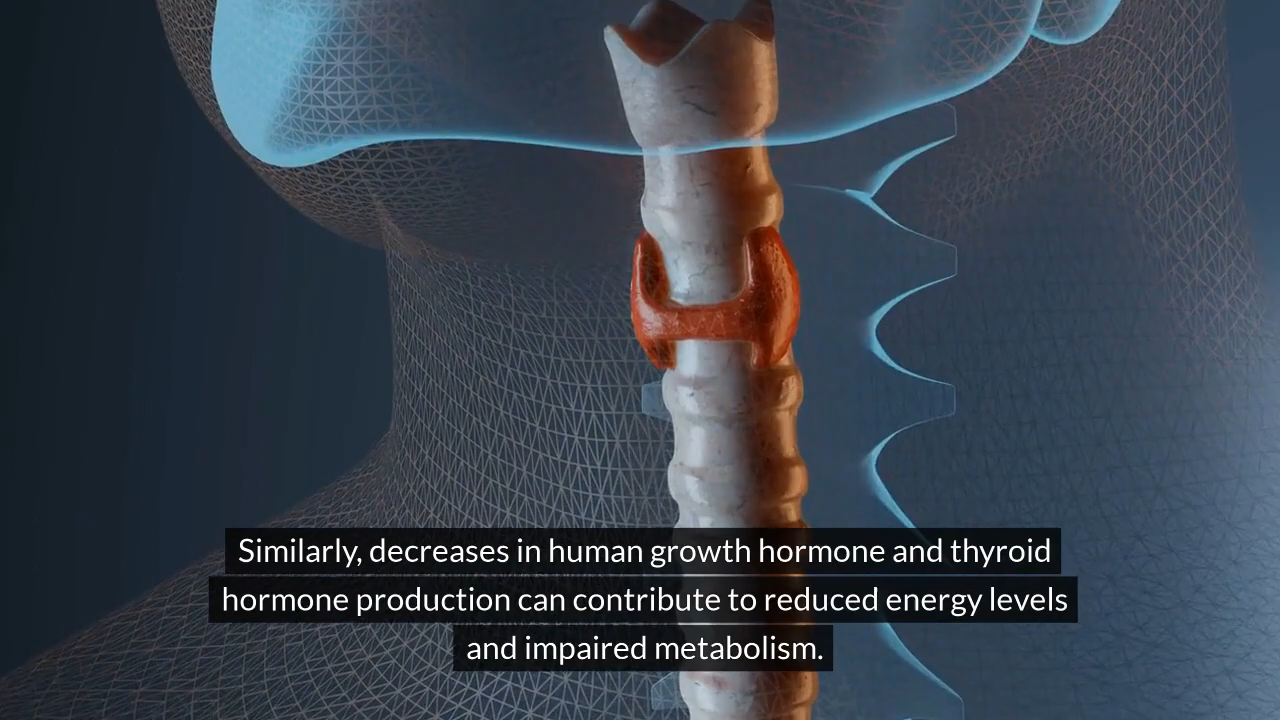 Similarly, decreases in human growth hormone and thyroid
hormone production can contribute to reduced energy levels
and impaired metabolism.